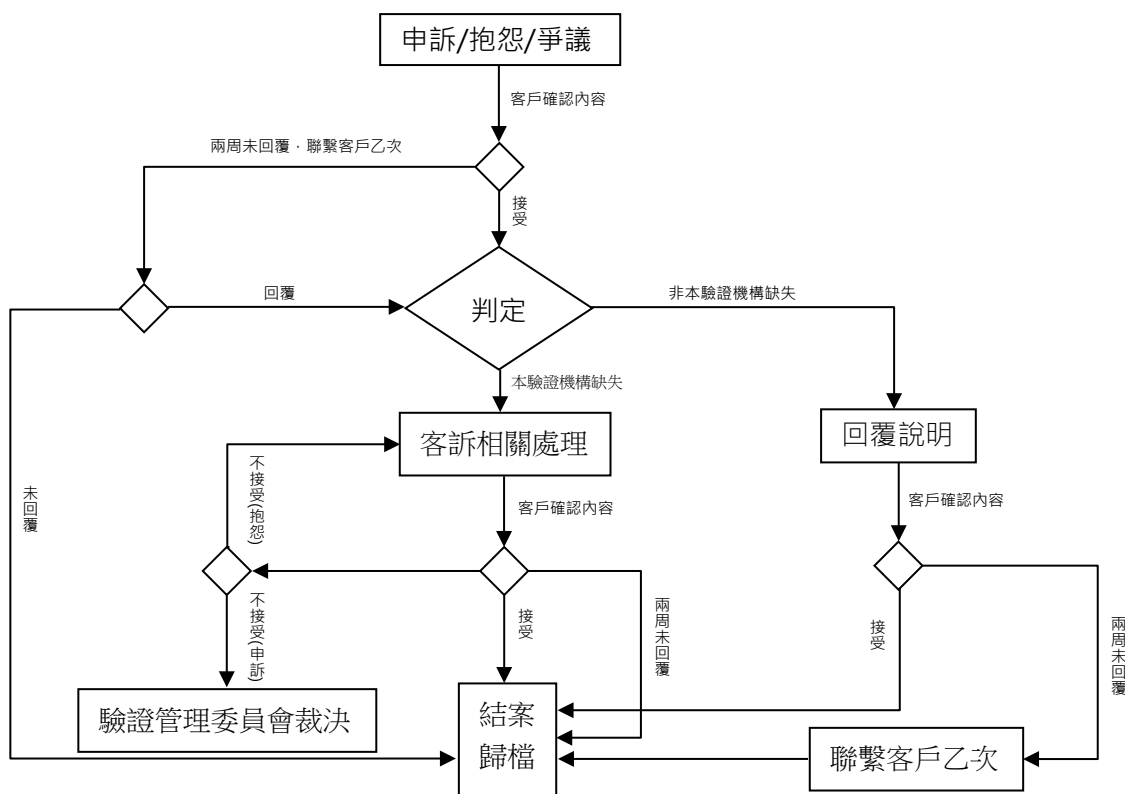 申訴/抱怨/爭議
客戶確認內容
兩周未回覆，聯繫客戶乙次
接受
回覆
判定
非本驗證機構缺失
本驗證機構缺失
客訴相關處理
回覆說明
未回覆
不接受(抱怨)
客戶確認內容
客戶確認內容
不接受(申訴)
接受
兩周未回覆
接受
兩周未回覆
驗證管理委員會裁決
結案
歸檔
聯繫客戶乙次